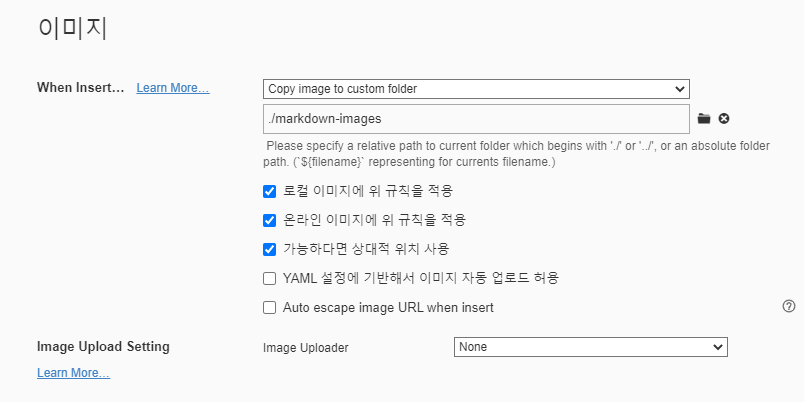 이미지
When Insert... Learn More...
Copy image to custom folder
./markdown-images
Please specify a relative path to current folder which begins with './' or '../', or an absolute folder
path. (`${filename}` representing for currents filename.)
로컬 이미지에 위 규칙을 적용
온라인 이미지에 위 규칙을 적용
가능하다면 상대적 위치 사용
YAML 설정에 기반해서 이미지 자동 업로드 허용
Auto escape image URL when insert
Image Upload Setting
Image Uploader
None
Learn More...